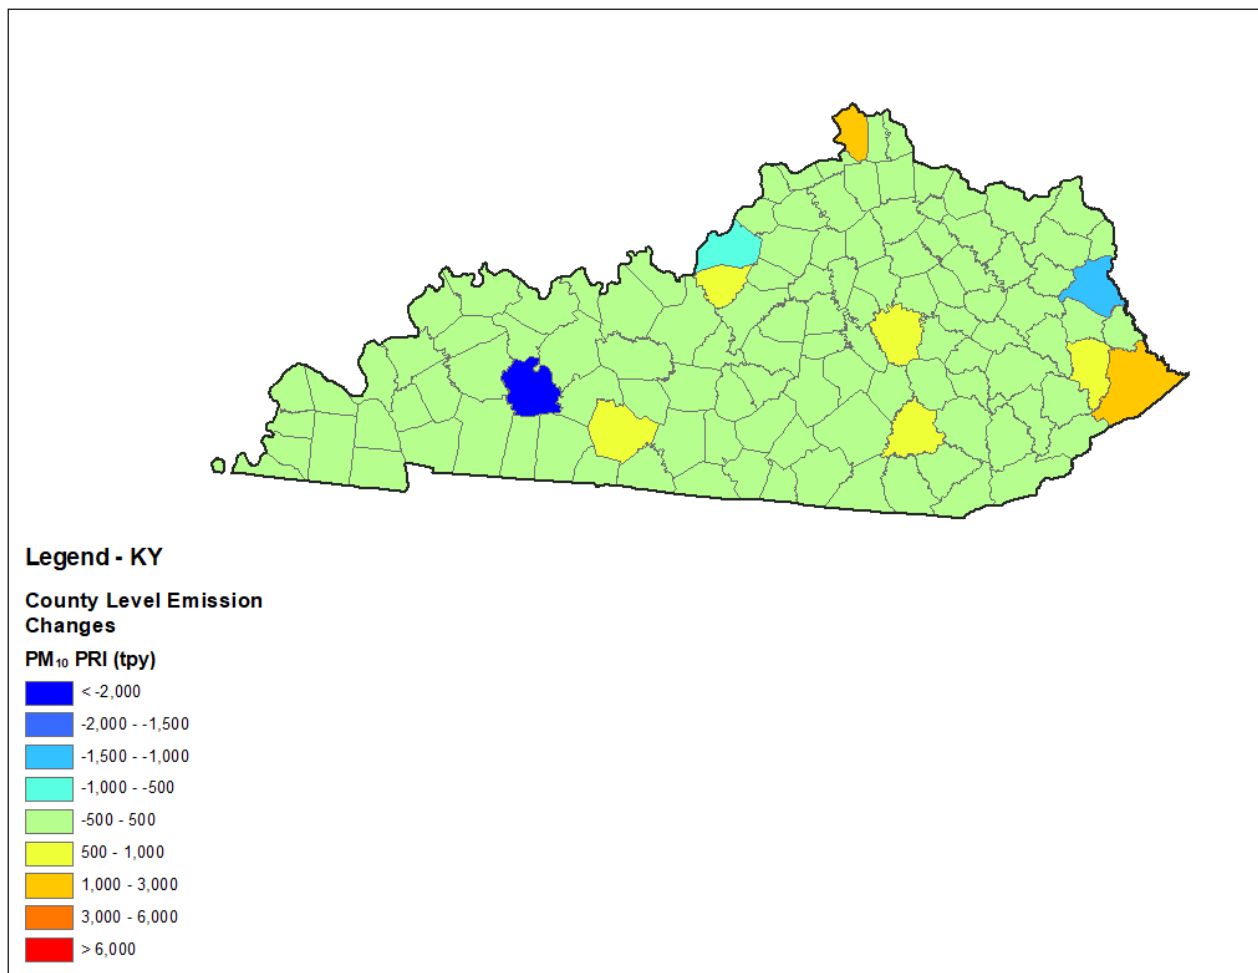 Legend - KY
County Level Emission
Changes
PM₁₀ PRI (tpy)
< -2,000
-2,000 - -1,500
-1,500 - -1,000
-1,000 - -500
-500 - 500
500 - 1,000
1,000 - 3,000
3,000 - 6,000
> 6,000